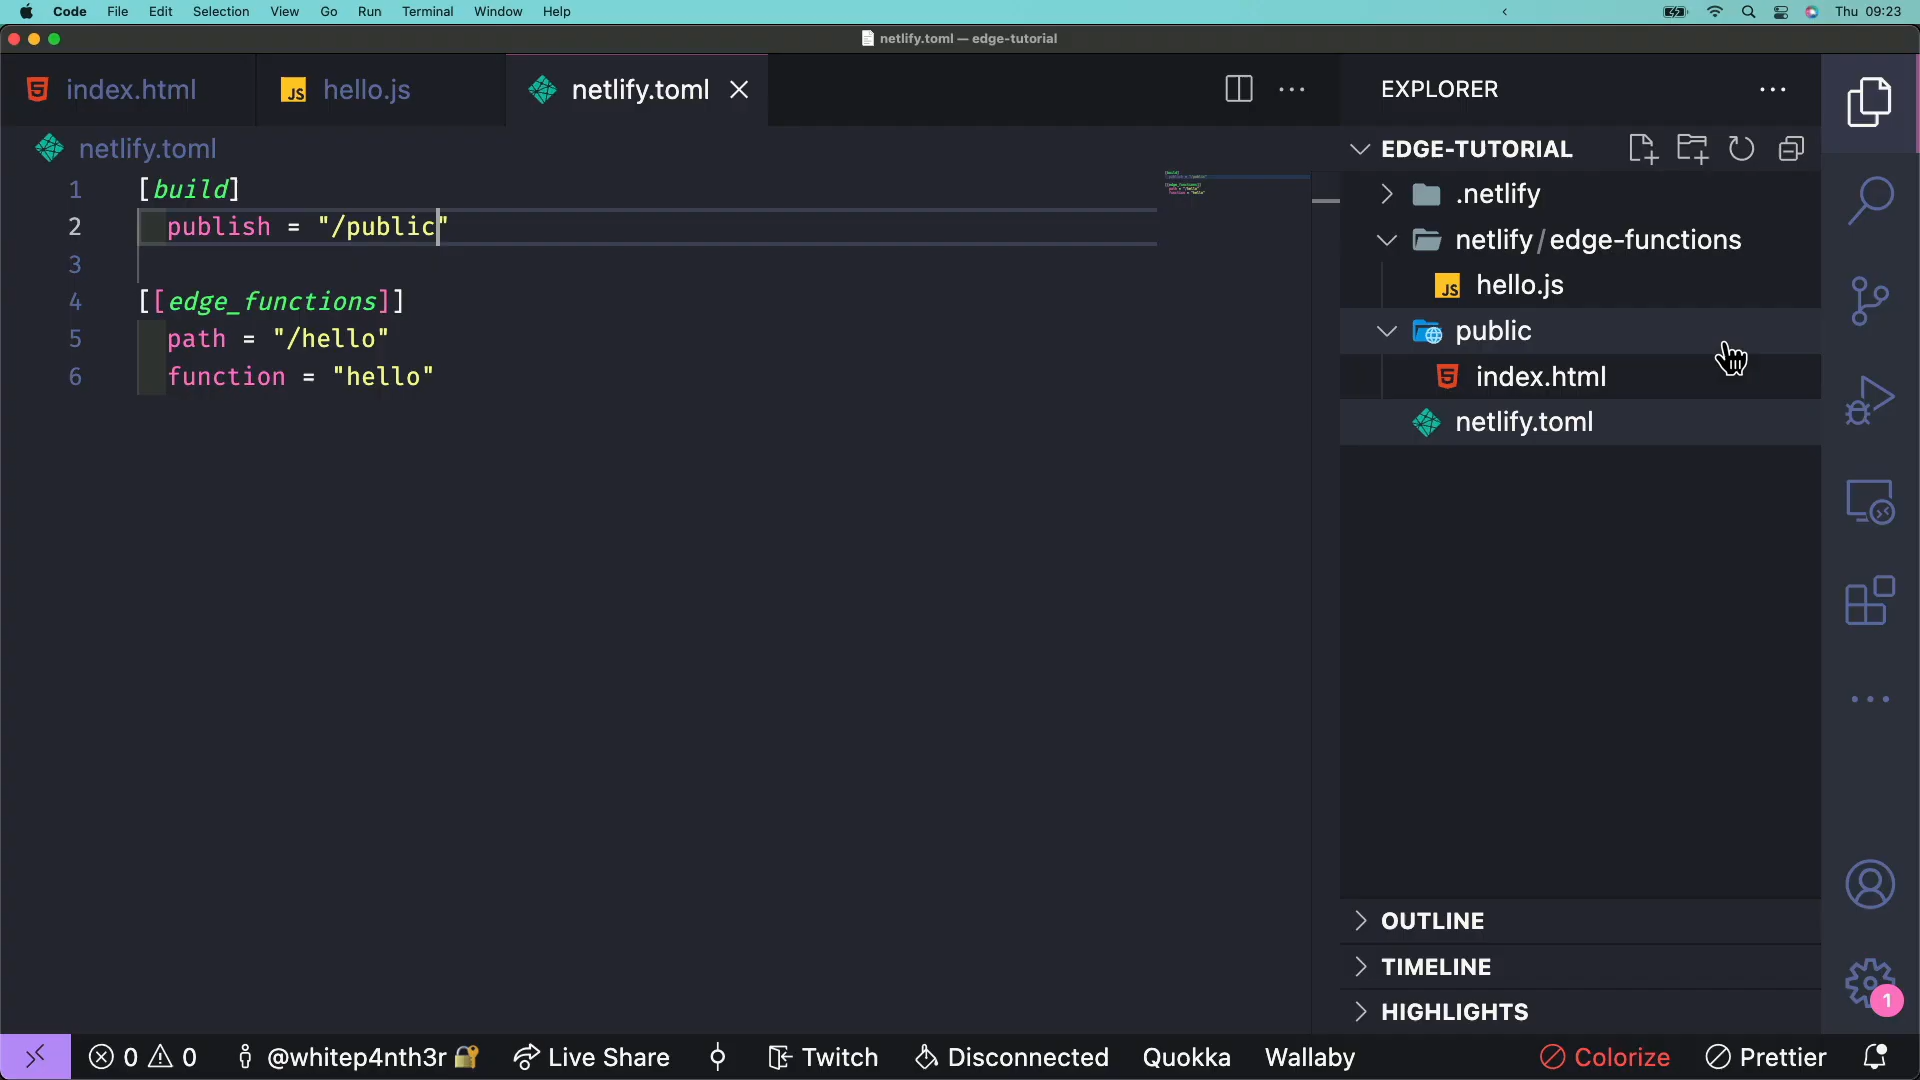 Code File Edit Selection View Go Run Terminal Window Help Thu 09:23
netlify.toml — edge-tutorial
index.html hello.js netlify.toml
netlify.toml
1 [build]
2 publish = "/public"
3
4 [[edge_functions]]
5 path = "/hello"
6 function = "hello"
EXPLORER
EDGE-TUTORIAL
.netlify
netlify/edge-functions
JS hello.js
public
index.html
netlify.toml
OUTLINE
TIMELINE
HIGHLIGHTS
1
0 0 @whitep4nth3r Live Share Twitch Disconnected Quokka Wallaby Colorize Prettier